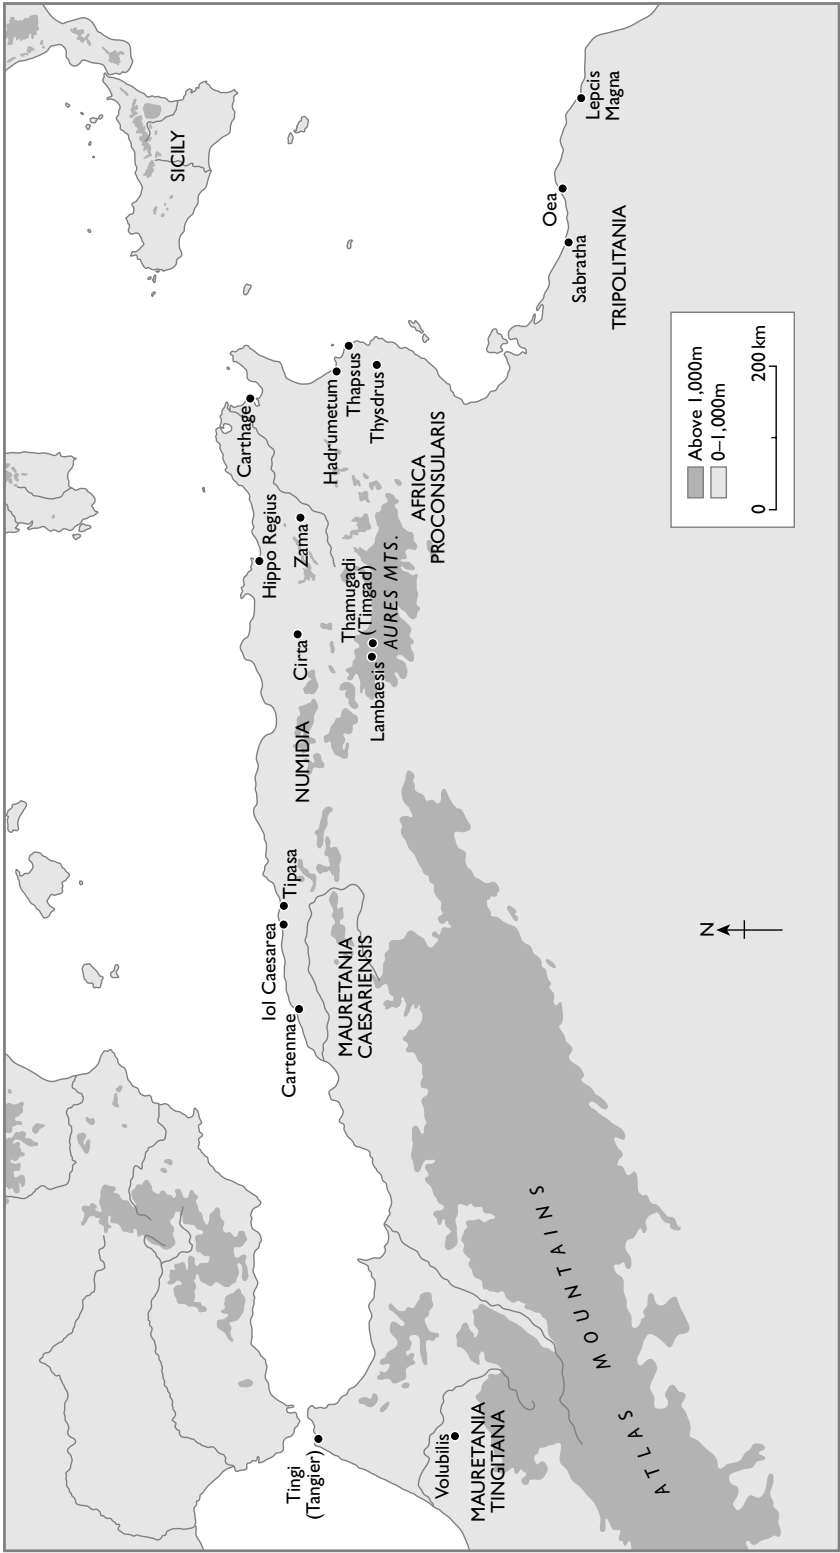 SICILY
Lepcis
Magna
Oea
Sabratha
TRIPOLITANIA
Carthage
Hadrumetum
Thapsus
Thysdrus
AFRICA
PROCONSULARIS
Hippo Regius
Zama
Thamugadi
(Timgad)
AURES MTS.
Cirta
Lambaesis
NUMIDIA
Tipasa
Iol Caesarea
Cartennae
MAURETANIA
CAESARIENSIS
Tingi
(Tangier)
Volubilis
MAURETANIA
TINGITANA
ATLAS MOUNTAINS
N
Above 1,000m
0–1,000m
0 200 km